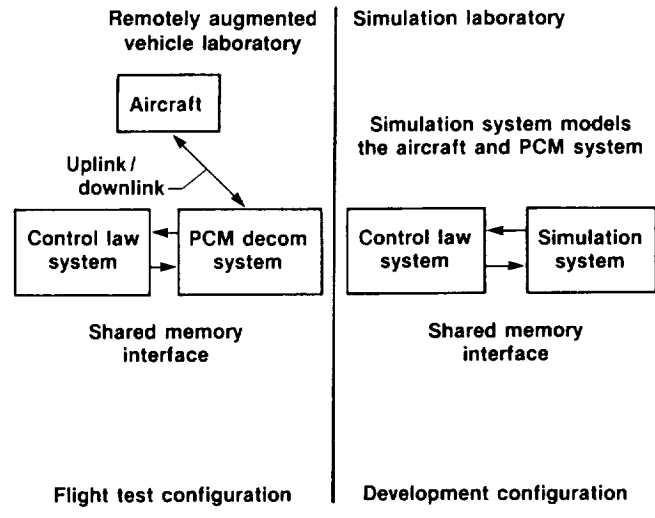 Remotely augmented
vehicle laboratory
Aircraft
Uplink/
downlink
Control law
system
PCM decom
system
Shared memory
interface
Flight test configuration
Simulation laboratory
Simulation system models
the aircraft and PCM system
Control law
system
Simulation
system
Shared memory
interface
Development configuration